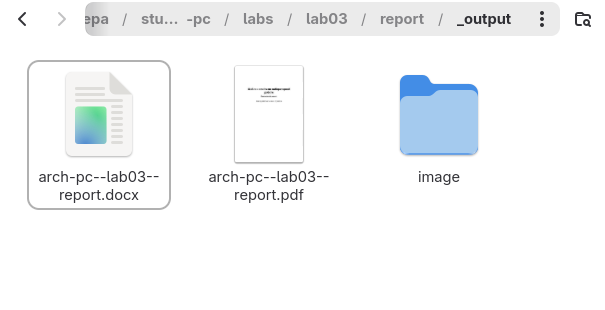 epa / stu... -pc / labs / lab03 / report / _output
arch-pc--lab03--
report.docx
arch-pc--lab03--
report.pdf
image